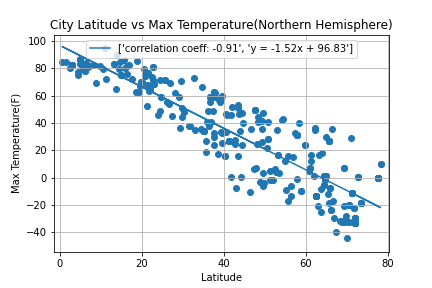 City Latitude vs Max Temperature(Northern Hemisphere)
['correlation coeff: -0.91', 'y = -1.52x + 96.83']
Max Temperature(F)
100
80
60
40
20
0
−20
−40
0 20 40 60 80
Latitude